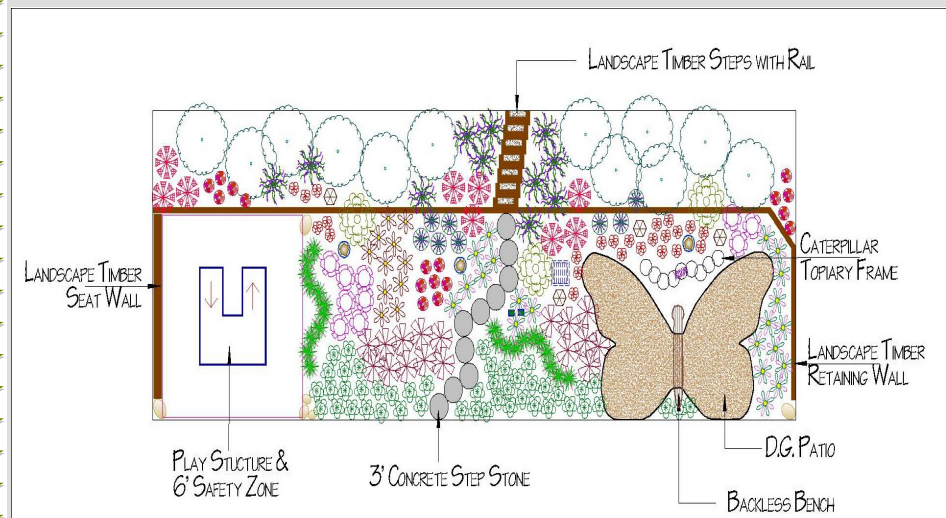 LANDSCAPE TIMBER STEPS WITH RAIL
CATERPILLAR
TOPIARY FRAME
LANDSCAPE TIMBER
SEAT WALL
LANDSCAPE TIMBER
RETAINING WALL
D.G. PATIO
PLAY STUCTURE &
6' SAFETY ZONE
3' CONCRETE STEP STONE
BACKLESS BENCH